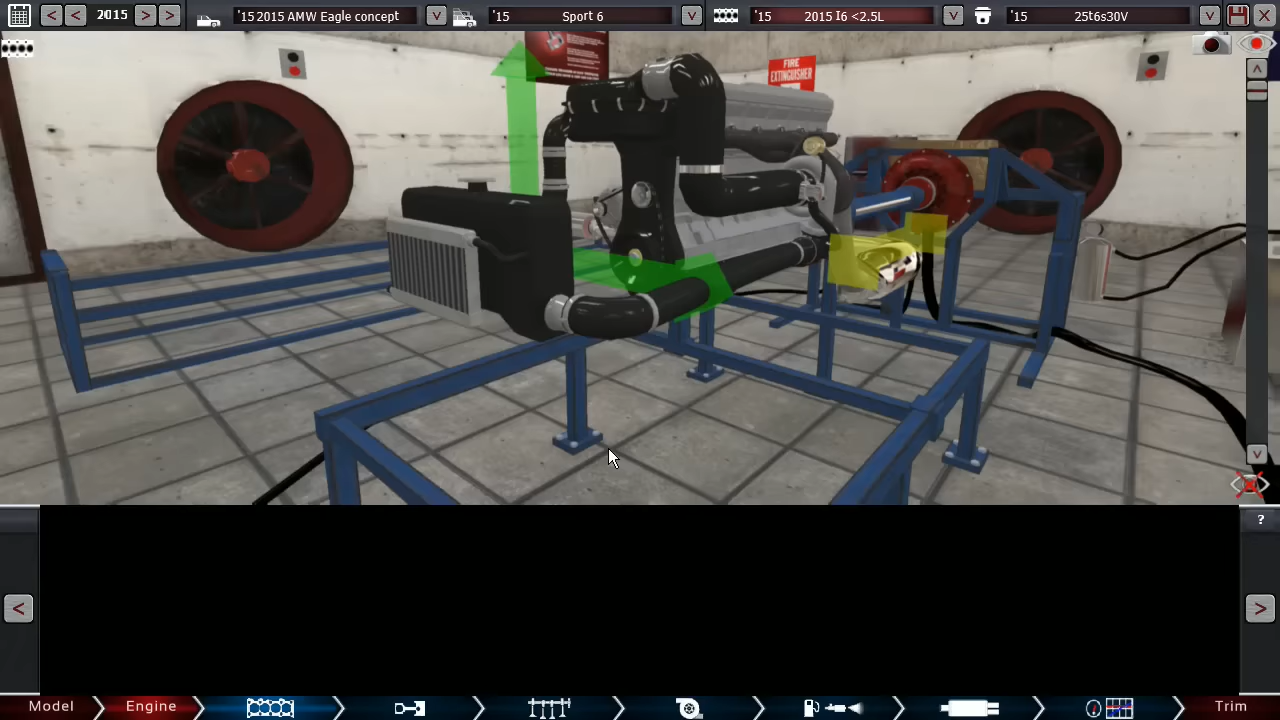 < < 2015 > > '15 2015 AMW Eagle concept v '15 Sport 6 v '15 2015 I6 <2.5L v '15 25t6s30V v
FIRE
EXTINGUISHER
?
< >
Model Engine Trim